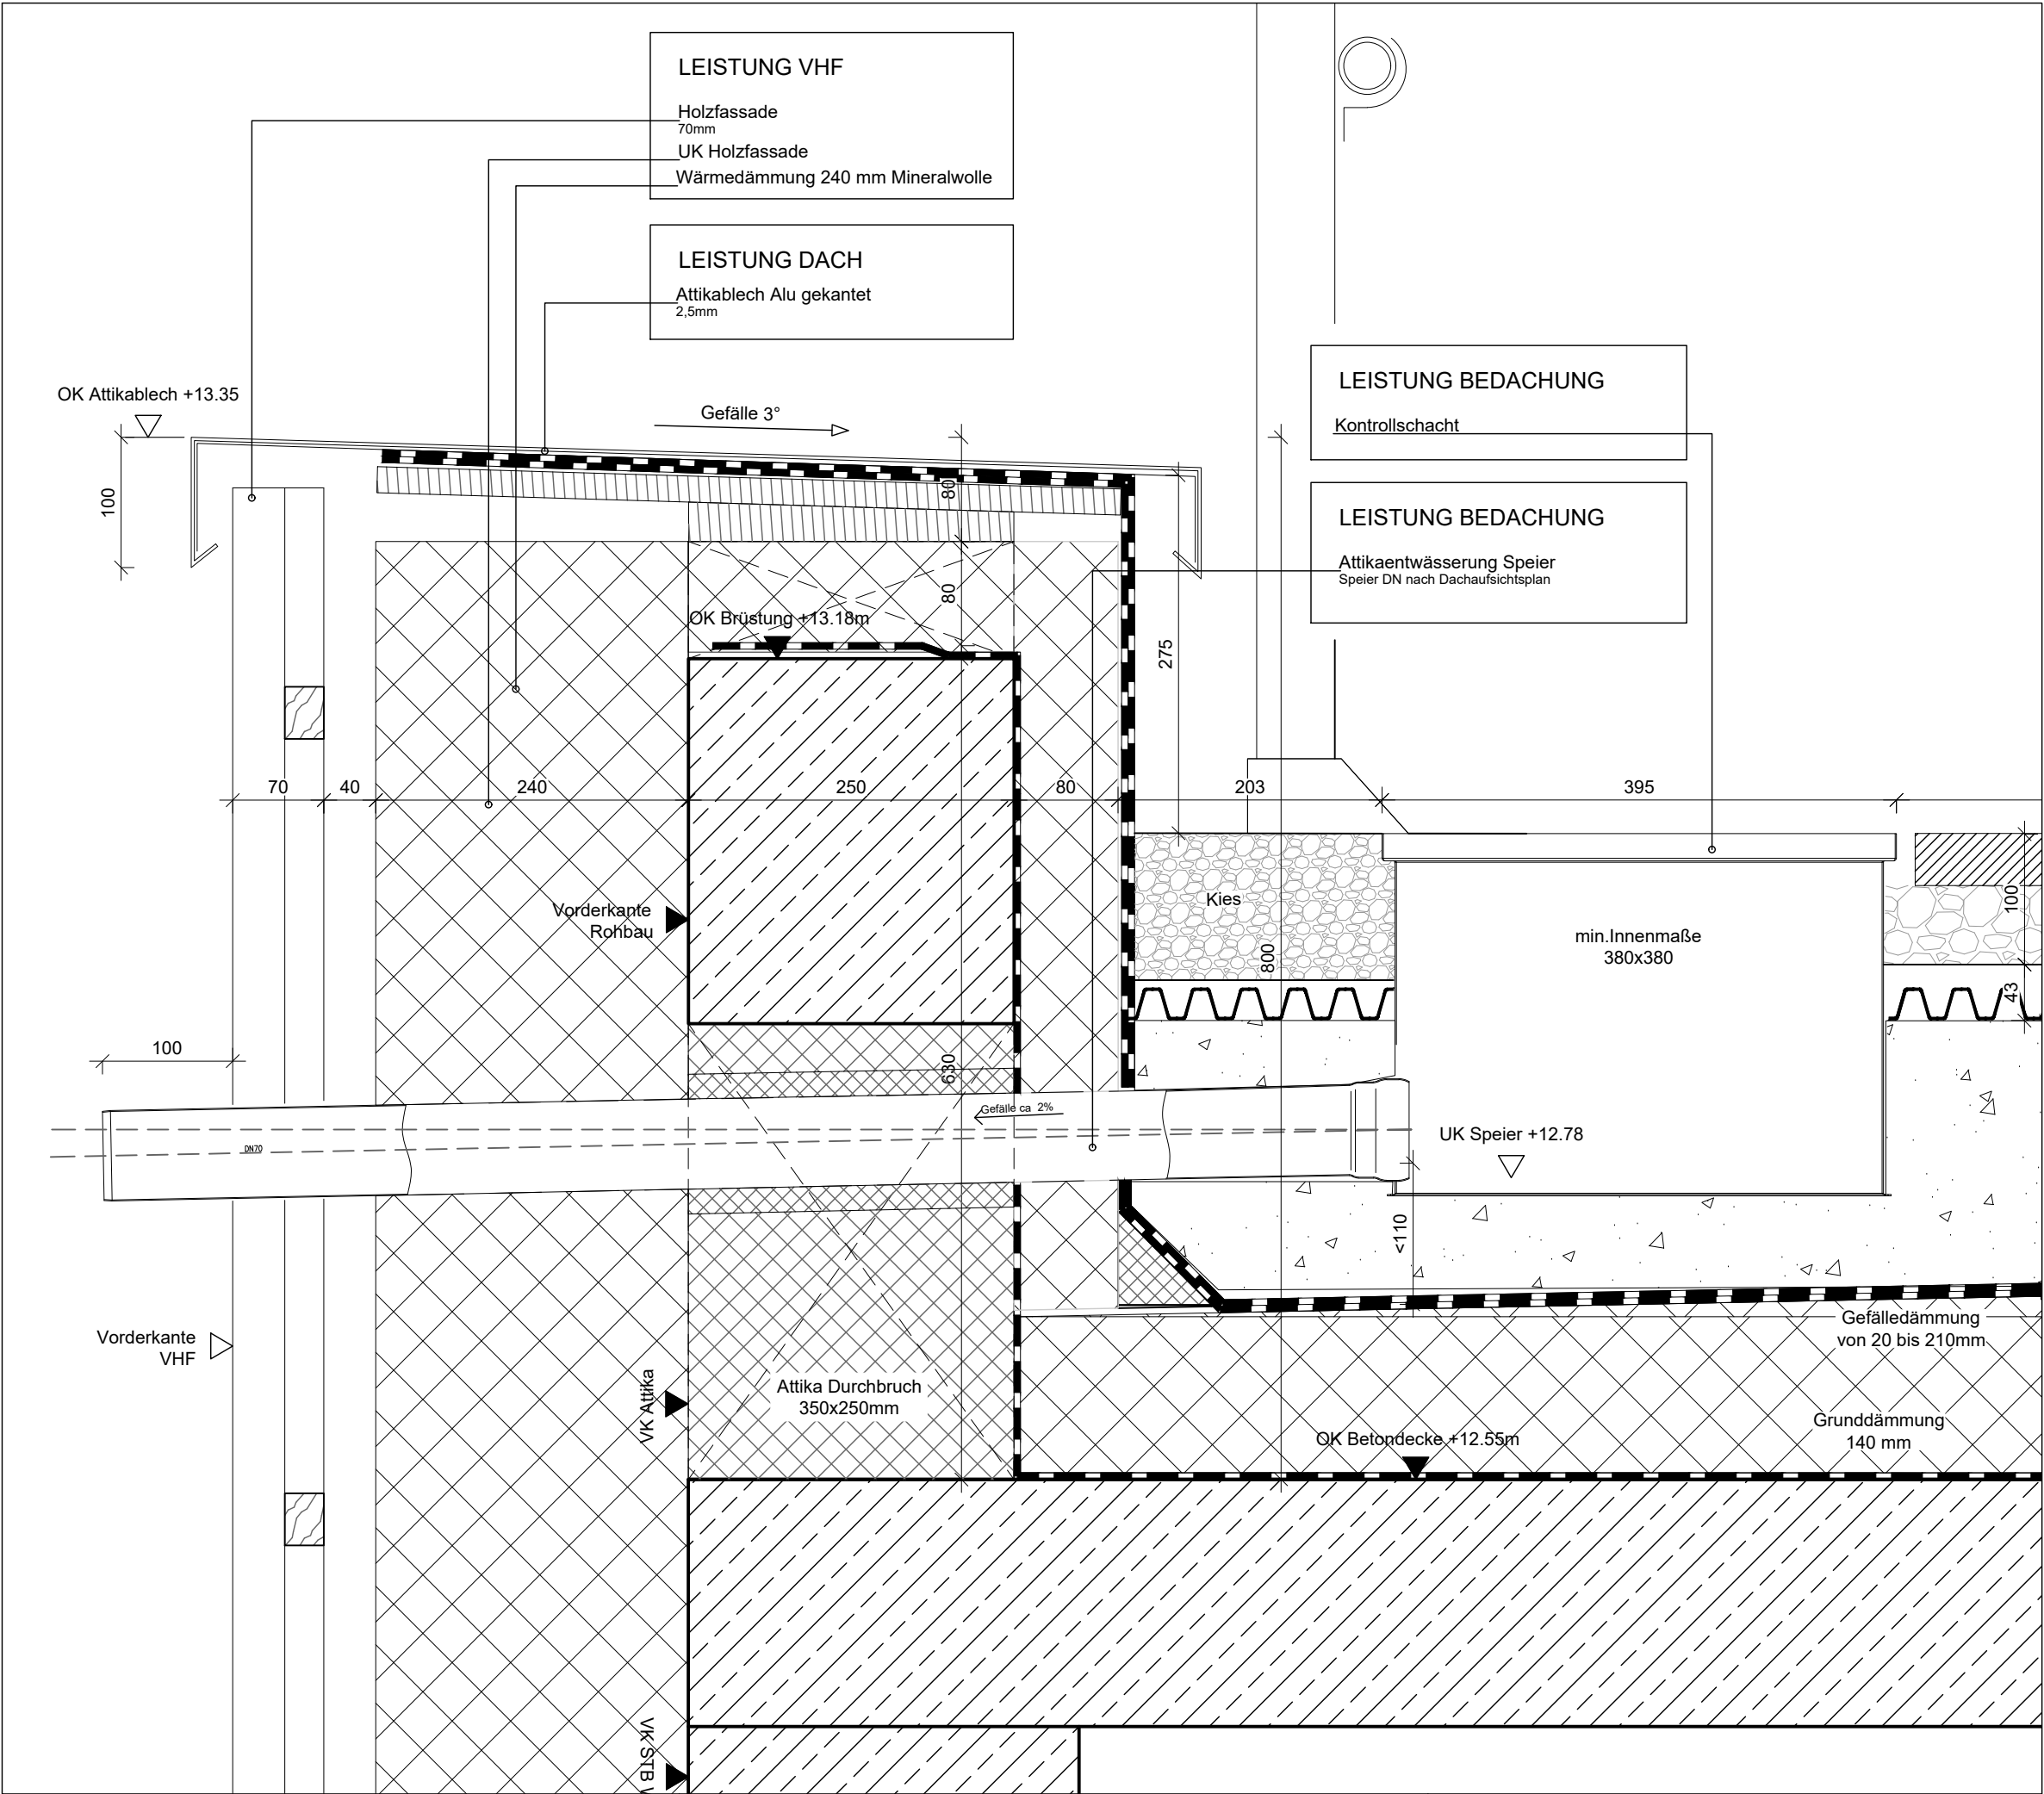 LEISTUNG VHF
Holzfassade
70mm
UK Holzfassade
Wärmedämmung 240 mm Mineralwolle
LEISTUNG DACH
Attikablech Alu gekantet
2,5mm
LEISTUNG BEDACHUNG
Kontrollschacht
LEISTUNG BEDACHUNG
Attikaentwässerung Speier
Speier DN nach Dachaufsichtsplan
OK Attikablech +13.35
Gefälle 3°
100
80
80
OK Brüstung +13.18m
275
70
40
240
250
80
203
395
Vorderkante
Rohbau
Kies
800
min.Innenmaße
380x380
100
43
100
630
Gefälle ca 2%
DN70
UK Speier +12.78
<110
Vorderkante
VHF
Gefälledämmung
von 20 bis 210mm
VK Attika
Attika Durchbruch
350x250mm
Grunddämmung
140 mm
OK Betondecke +12.55m
VK STB